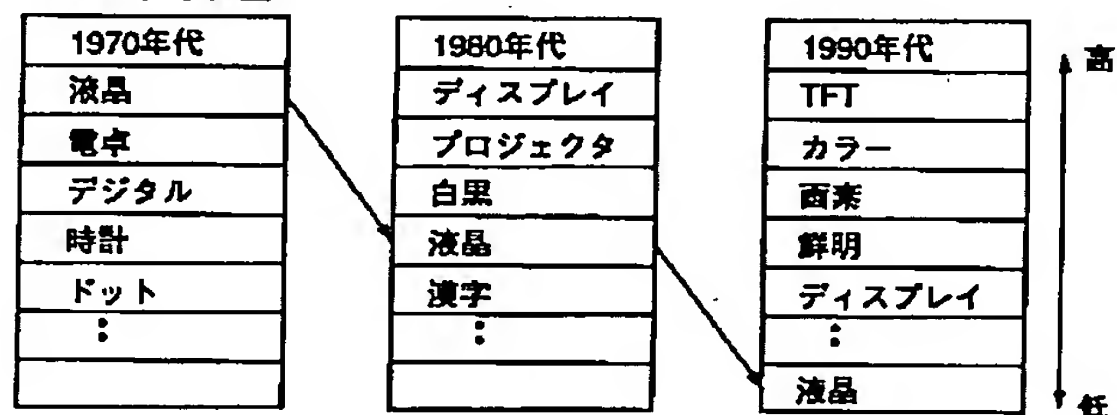 1970年代
液晶
電卓
デジタル
時計
ドット
⋮
1980年代
ディスプレイ
プロジェクタ
白黒
液晶
漢字
⋮
1990年代
TFT
カラー
画素
鮮明
ディスプレイ
⋮
液晶
高
低